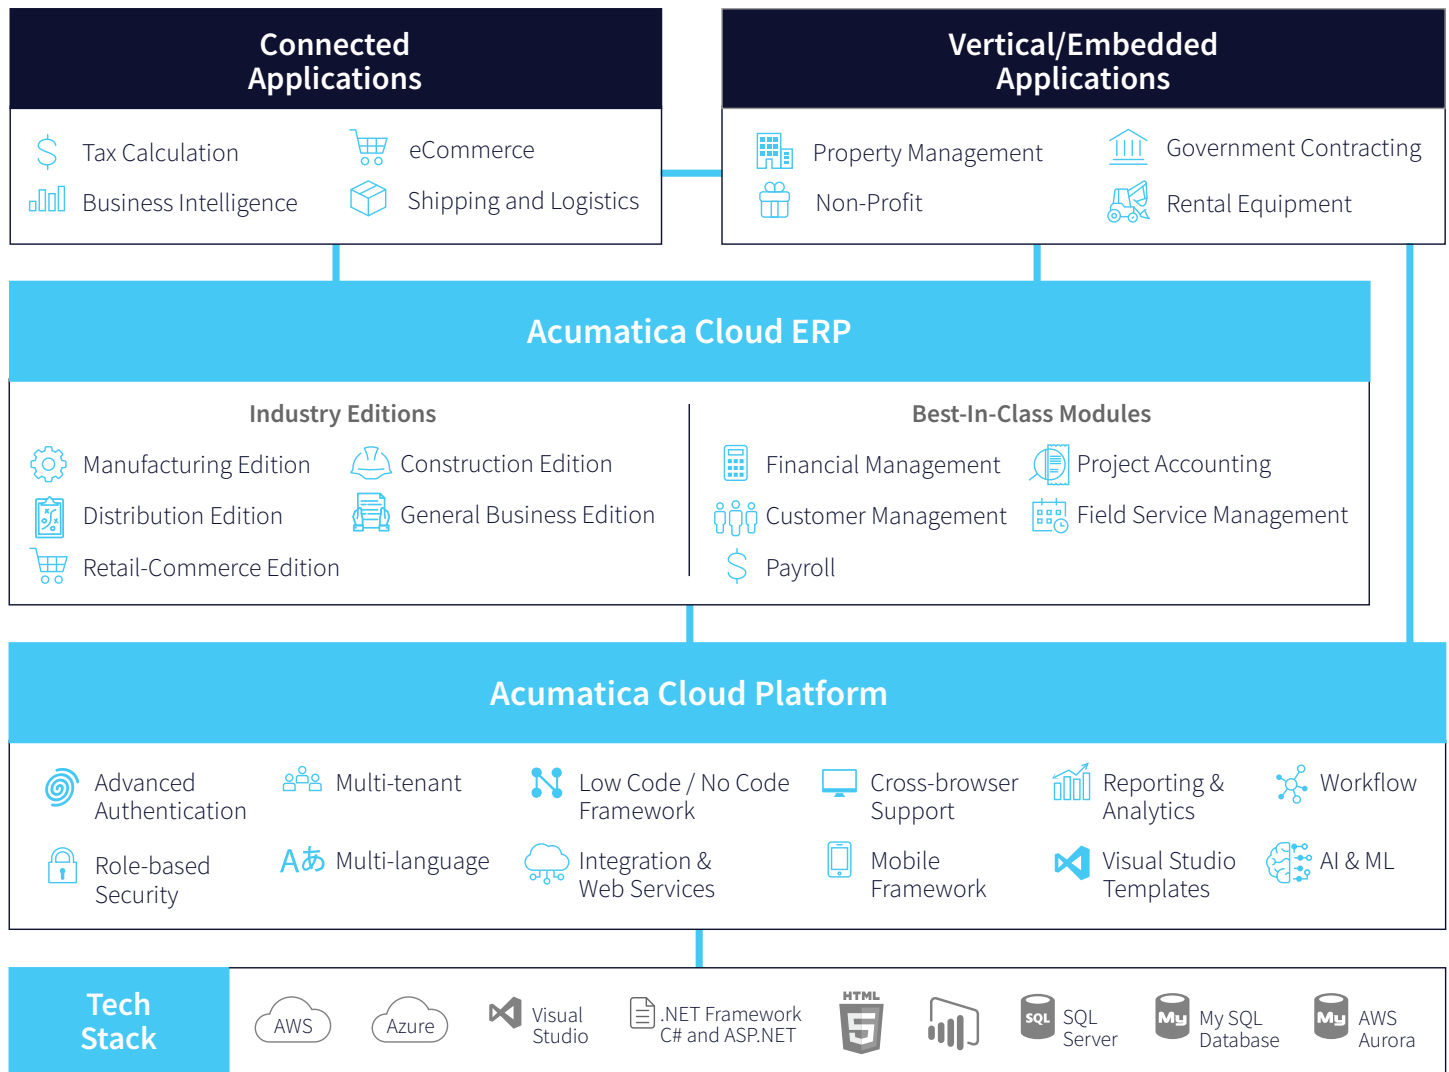 Connected
Applications
Tax Calculation
eCommerce
Business Intelligence
Shipping and Logistics
Vertical/Embedded
Applications
Property Management
Government Contracting
Non-Profit
Rental Equipment
Acumatica Cloud ERP
Industry Editions
Manufacturing Edition
Construction Edition
Distribution Edition
General Business Edition
Retail-Commerce Edition
Best-In-Class Modules
Financial Management
Project Accounting
Customer Management
Field Service Management
Payroll
Acumatica Cloud Platform
Advanced
Authentication
Multi-tenant
Low Code / No Code
Framework
Cross-browser
Support
Reporting &
Analytics
Workflow
Role-based
Security
Aあ
Multi-language
Integration &
Web Services
Mobile
Framework
Visual Studio
Templates
AI & ML
Tech
Stack
AWS
Azure
Visual
Studio
.NET Framework
C# and ASP.NET
HTML
5
SQL
SQL
Server
My
My SQL
Database
My
AWS
Aurora